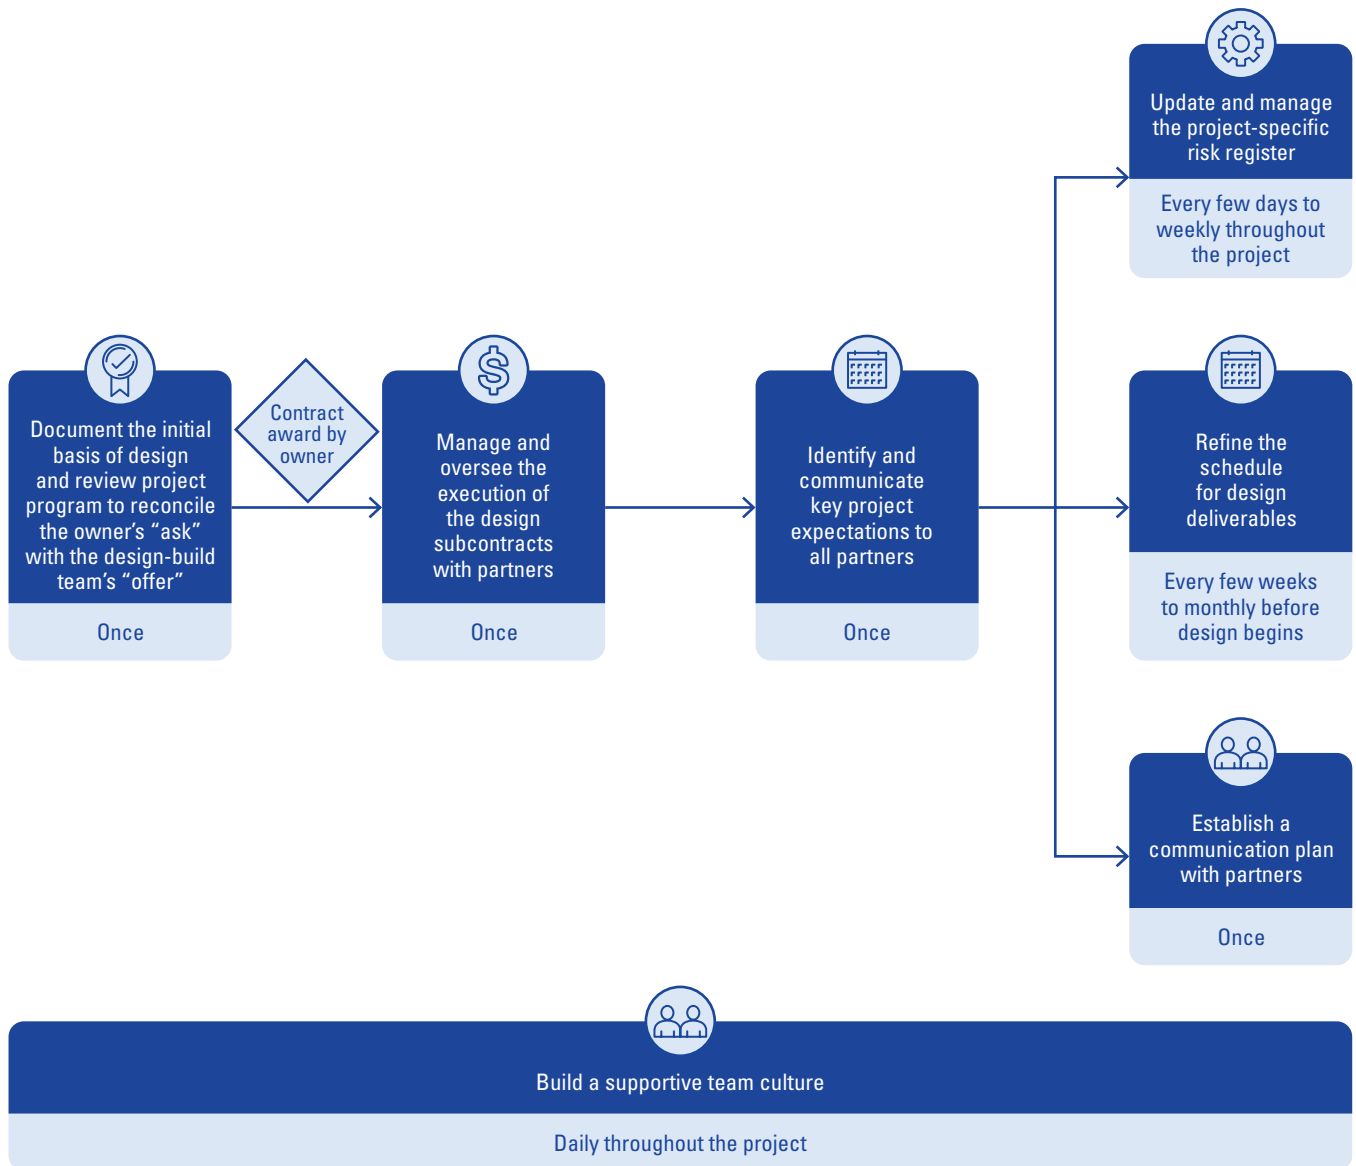 Update and manage
the project-specific
risk register
Every few days to
weekly throughout
the project
Document the initial
basis of design
and review project
program to reconcile
the owner’s “ask”
with the design-build
team’s “offer”
Once
Contract
award by
owner
Manage and
oversee the
execution of
the design
subcontracts
with partners
Once
Identify and
communicate
key project
expectations to
all partners
Once
Refine the
schedule
for design
deliverables
Every few weeks
to monthly before
design begins
Establish a
communication plan
with partners
Once
Build a supportive team culture
Daily throughout the project